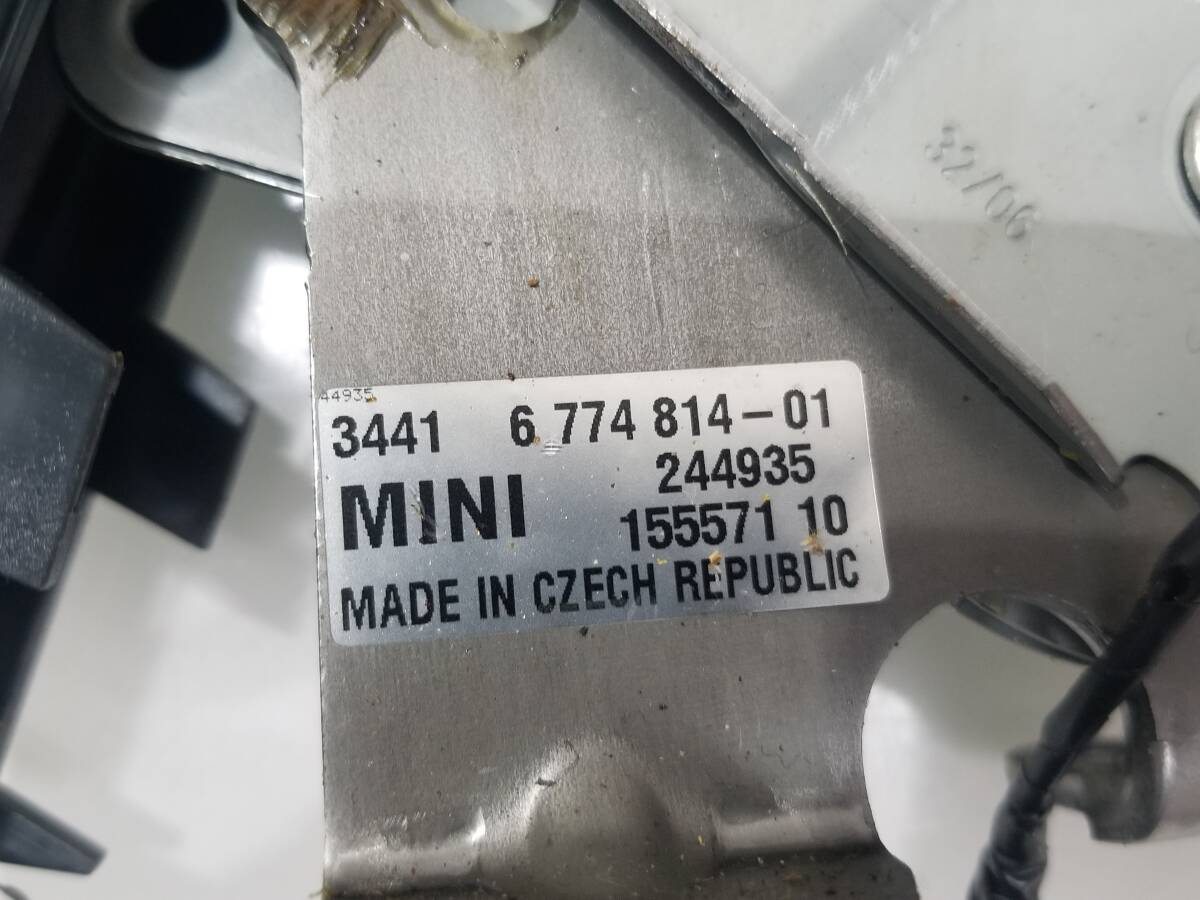 32/06
44935
3441 6 774 814-01
244935
MINI
155571 10
MADE IN CZECH REPUBLIC